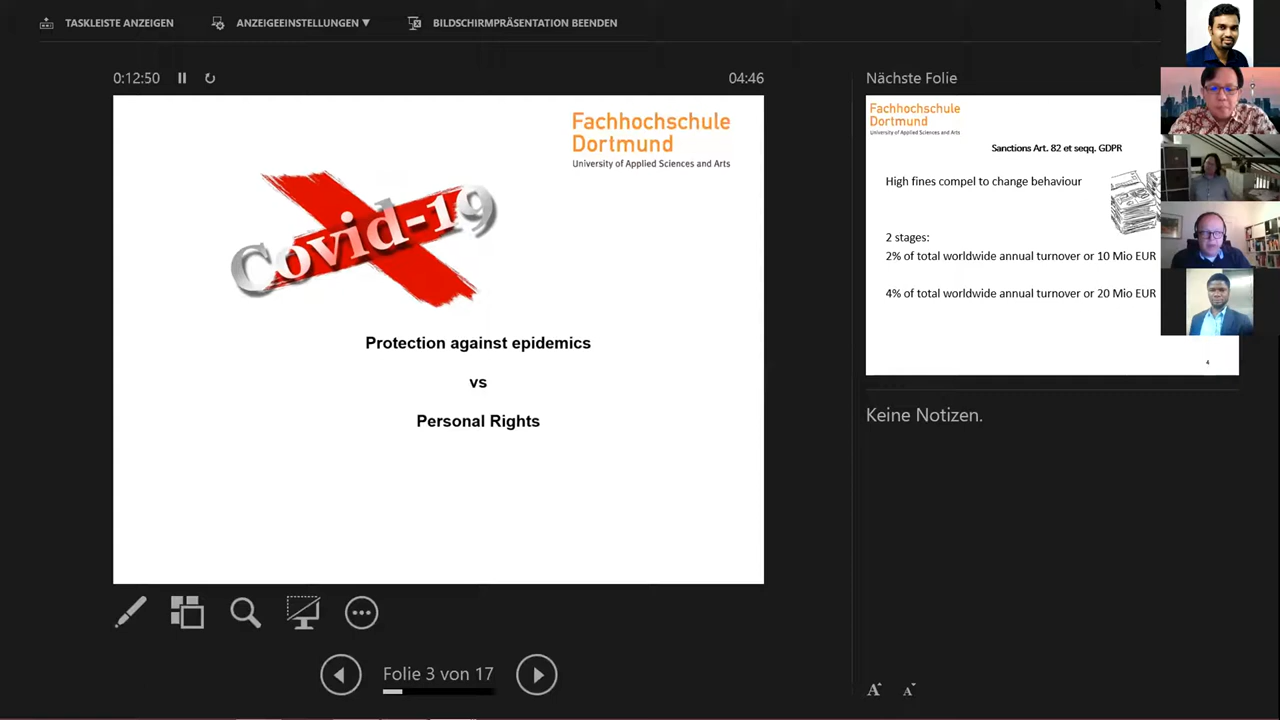 TASKLEISTE ANZEIGEN
ANZEIGEEINSTELLUNGEN ▼
BILDSCHIRMPRÄSENTATION BEENDEN
0:12:50
04:46
Fachhochschule
Dortmund
University of Applied Sciences and Arts
Covid-19
Protection against epidemics
vs
Personal Rights
Folie 3 von 17
Nächste Folie
Fachhochschule
Dortmund
University of Applied Sciences and Arts
Sanctions Art. 82 et seqq. GDPR
High fines compel to change behaviour
2 stages:
2% of total worldwide annual turnover or 10 Mio EUR
4% of total worldwide annual turnover or 20 Mio EUR
4
Keine Notizen.
A A